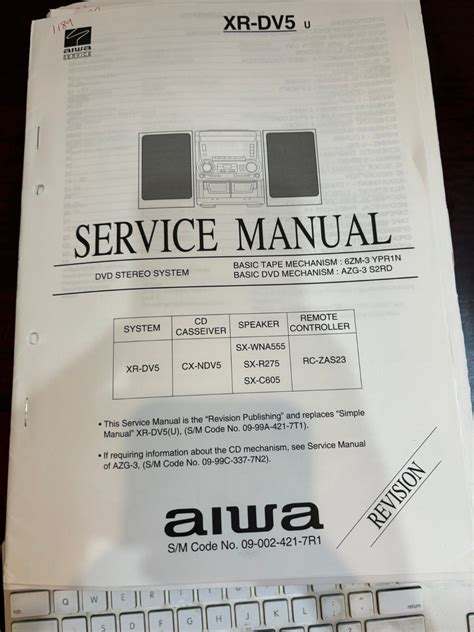 1189
XR-DV5 U
aiwa
SERVICE
SERVICE MANUAL
DVD STEREO SYSTEM
BASIC TAPE MECHANISM : 6ZM-3 YPR1N
BASIC DVD MECHANISM : AZG-3 S2RD
SYSTEM
CD CASSEIVER
SPEAKER
REMOTE CONTROLLER
XR-DV5
CX-NDV5
SX-WNA555
SX-R275
SX-C605
RC-ZAS23
• This Service Manual is the "Revision Publishing" and replaces "Simple
Manual" XR-DV5(U), (S/M Code No. 09-99A-421-7T1).
• If requiring information about the CD mechanism, see Service Manual
of AZG-3, (S/M Code No. 09-99C-337-7N2).
REVISION
aiwa
S/M Code No. 09-002-421-7R1
tab
Q W E R T Y U I O P